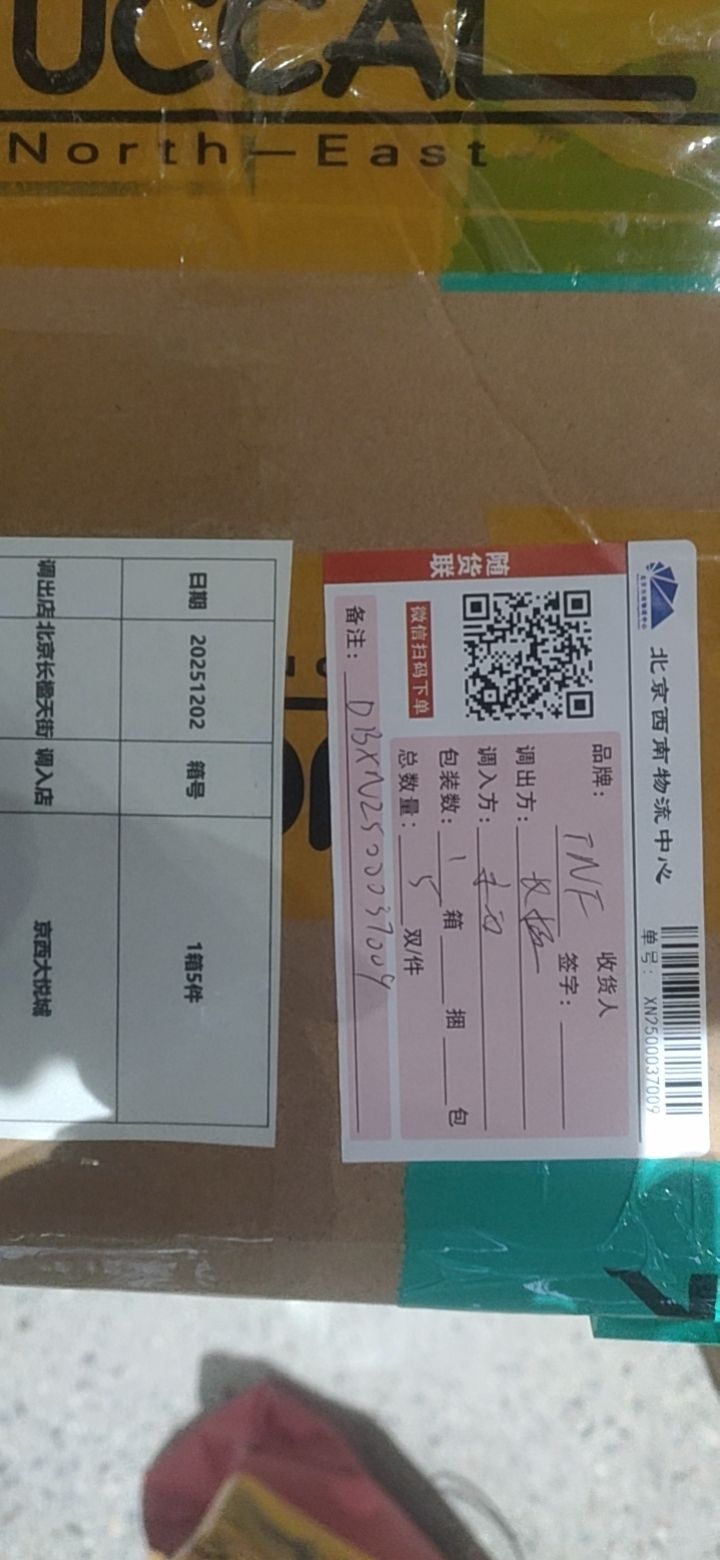 UCCAL
North—East
北京西南物流中心
单号: XN2500037009
随货联
微信扫码下单
品牌: TNF
收货人
签字:
调出方: 长楹
调入方:
包装数: 1 箱 捆 包
总数量: 5 双/件
备注: DBXN2500037009
日期 20251202 箱号 1箱5件
调出店 北京长楹天街 调入店 京西大悦城